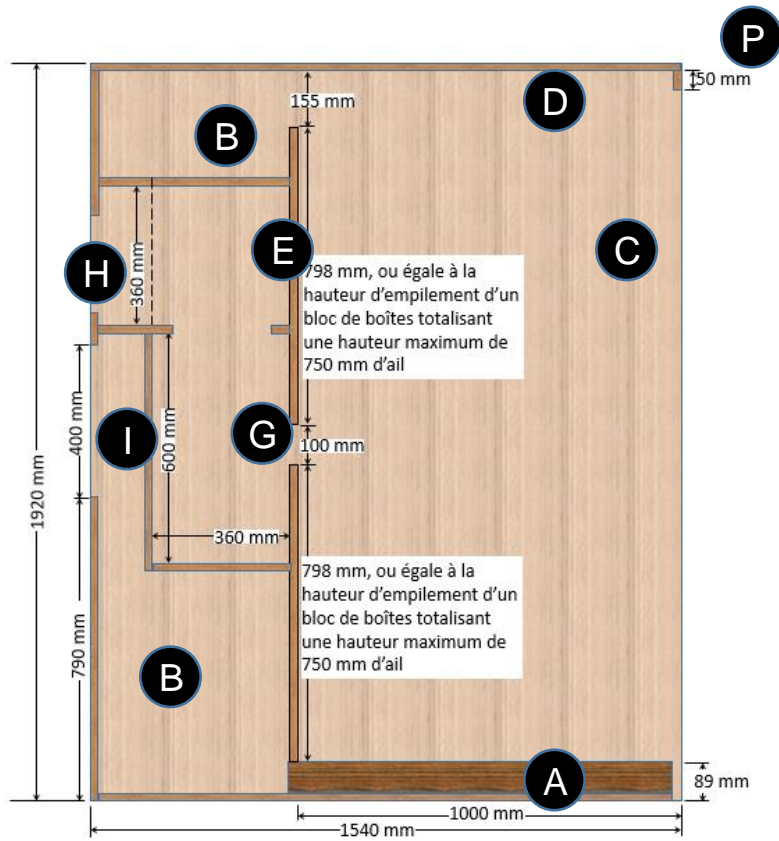 P
50 mm
155 mm
D
B
E
C
H
360 mm
798 mm, ou égale à la
hauteur d'empilement d'un
bloc de boîtes totalisant
une hauteur maximum de
750 mm d'ail
400 mm
I
G
600 mm
100 mm
1920 mm
360 mm
798 mm, ou égale à la
hauteur d'empilement d'un
bloc de boîtes totalisant
une hauteur maximum de
750 mm d'ail
790 mm
B
A
89 mm
1000 mm
1540 mm